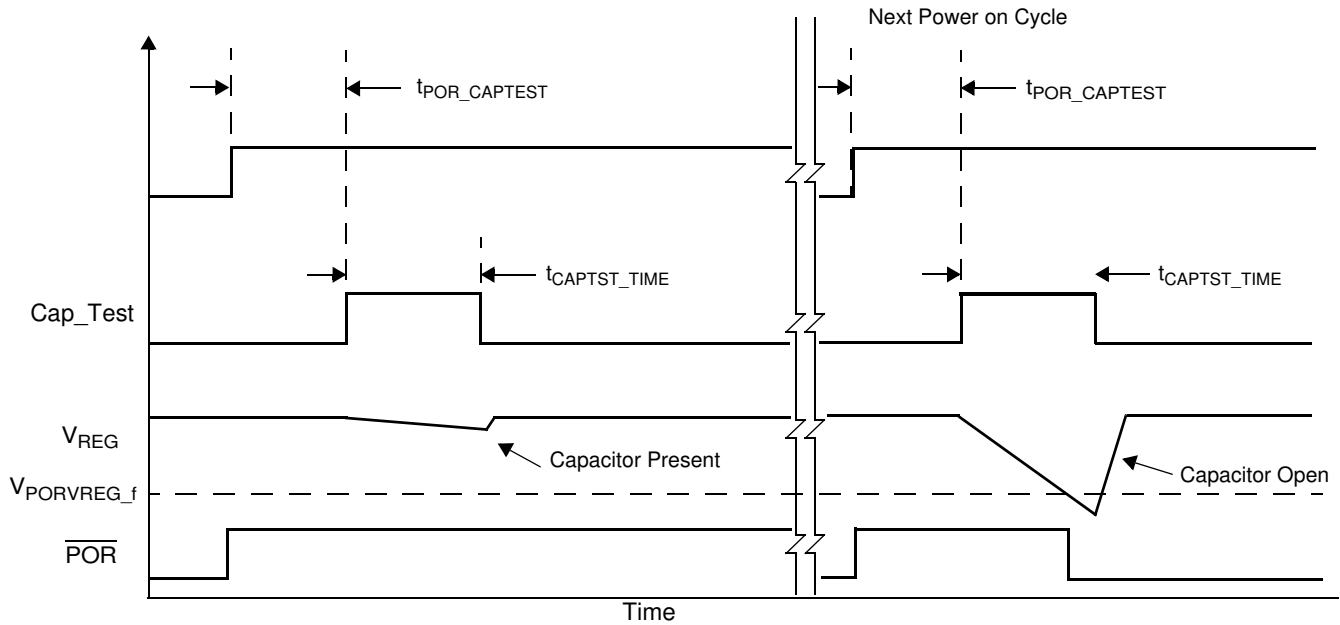 Next Power on Cycle
tPOR_CAPTEST
tPOR_CAPTEST
tCAPTST_TIME
tCAPTST_TIME
Cap_Test
VREG
Capacitor Present
Capacitor Open
VPORVREG_f
POR
Time